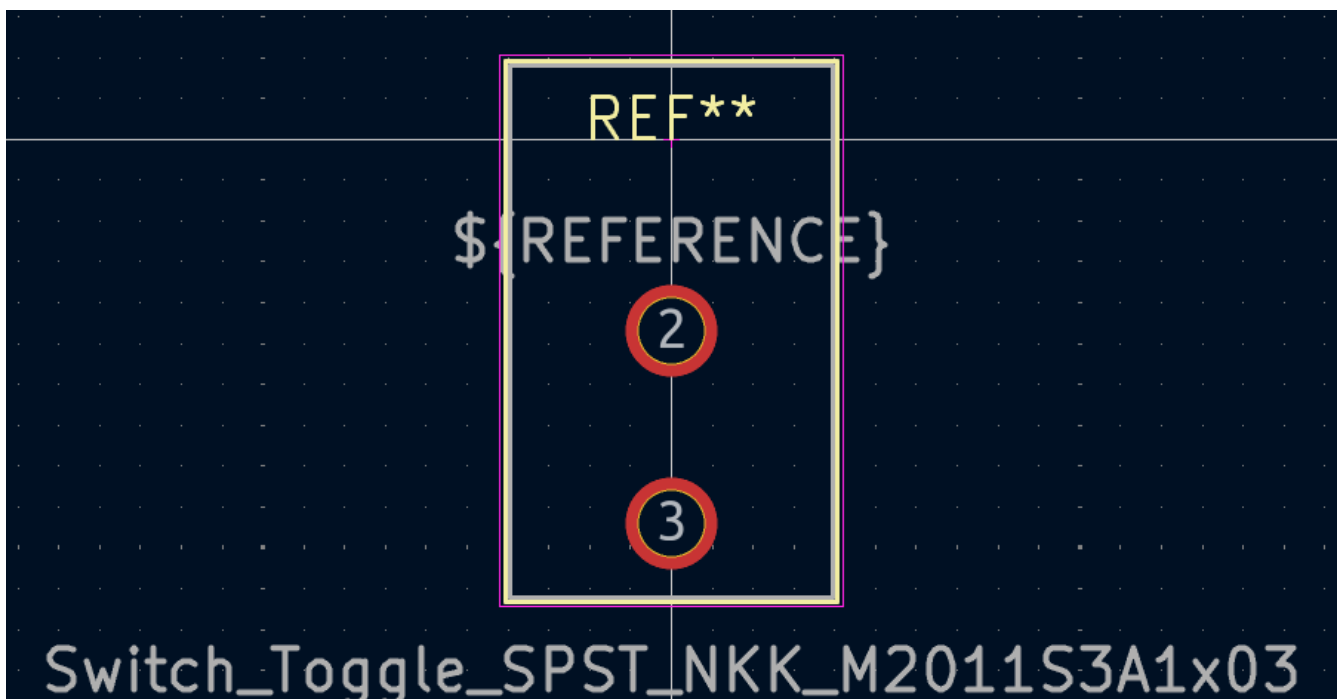 REF**
${REFERENCE}
2
3
Switch_Toggle_SPST_NKK_M2011S3A1x03